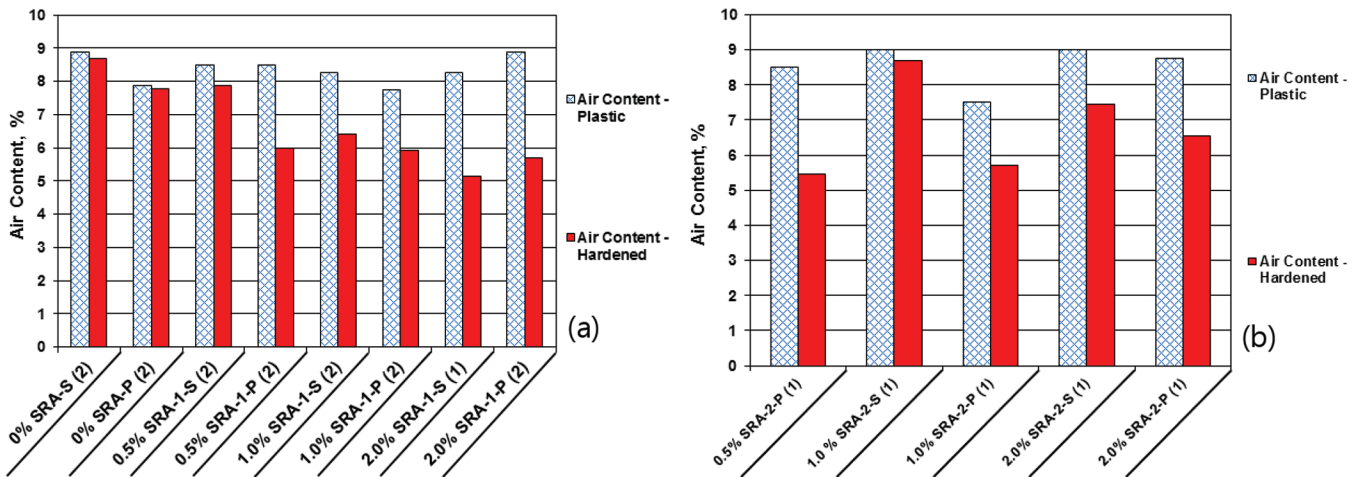 10
9
8
7
6
5
4
3
2
1
0
Air Content, %
0% SRA-S (2)
0% SRA-P (2)
0.5% SRA-1-S (2)
0.5% SRA-1-P (2)
1.0% SRA-1-S (2)
1.0% SRA-1-P (2)
2.0% SRA-1-S (1)
2.0% SRA-1-P (2)
Air Content -
Plastic
Air Content -
Hardened
(a)
10
9
8
7
6
5
4
3
2
1
0
Air Content, %
0.5% SRA-2-P (1)
1.0% SRA-2-S (1)
1.0% SRA-2-P (1)
2.0% SRA-2-S (1)
2.0% SRA-2-P (1)
Air Content -
Plastic
Air Content -
Hardened
(b)